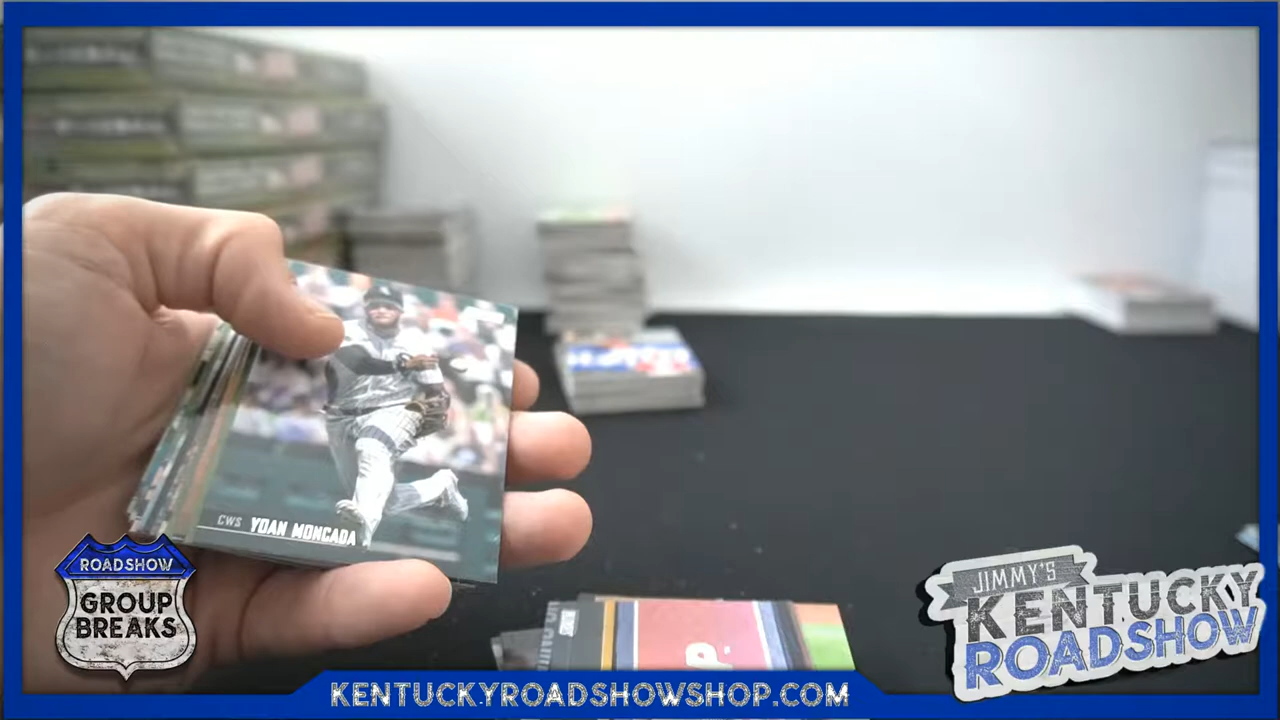 CWS YOAN MONCADA
ROADSHOW
GROUP
BREAKS
JIMMY'S
KENTUCKY
ROADSHOW
KENTUCKYROADSHOWSHOP.COM